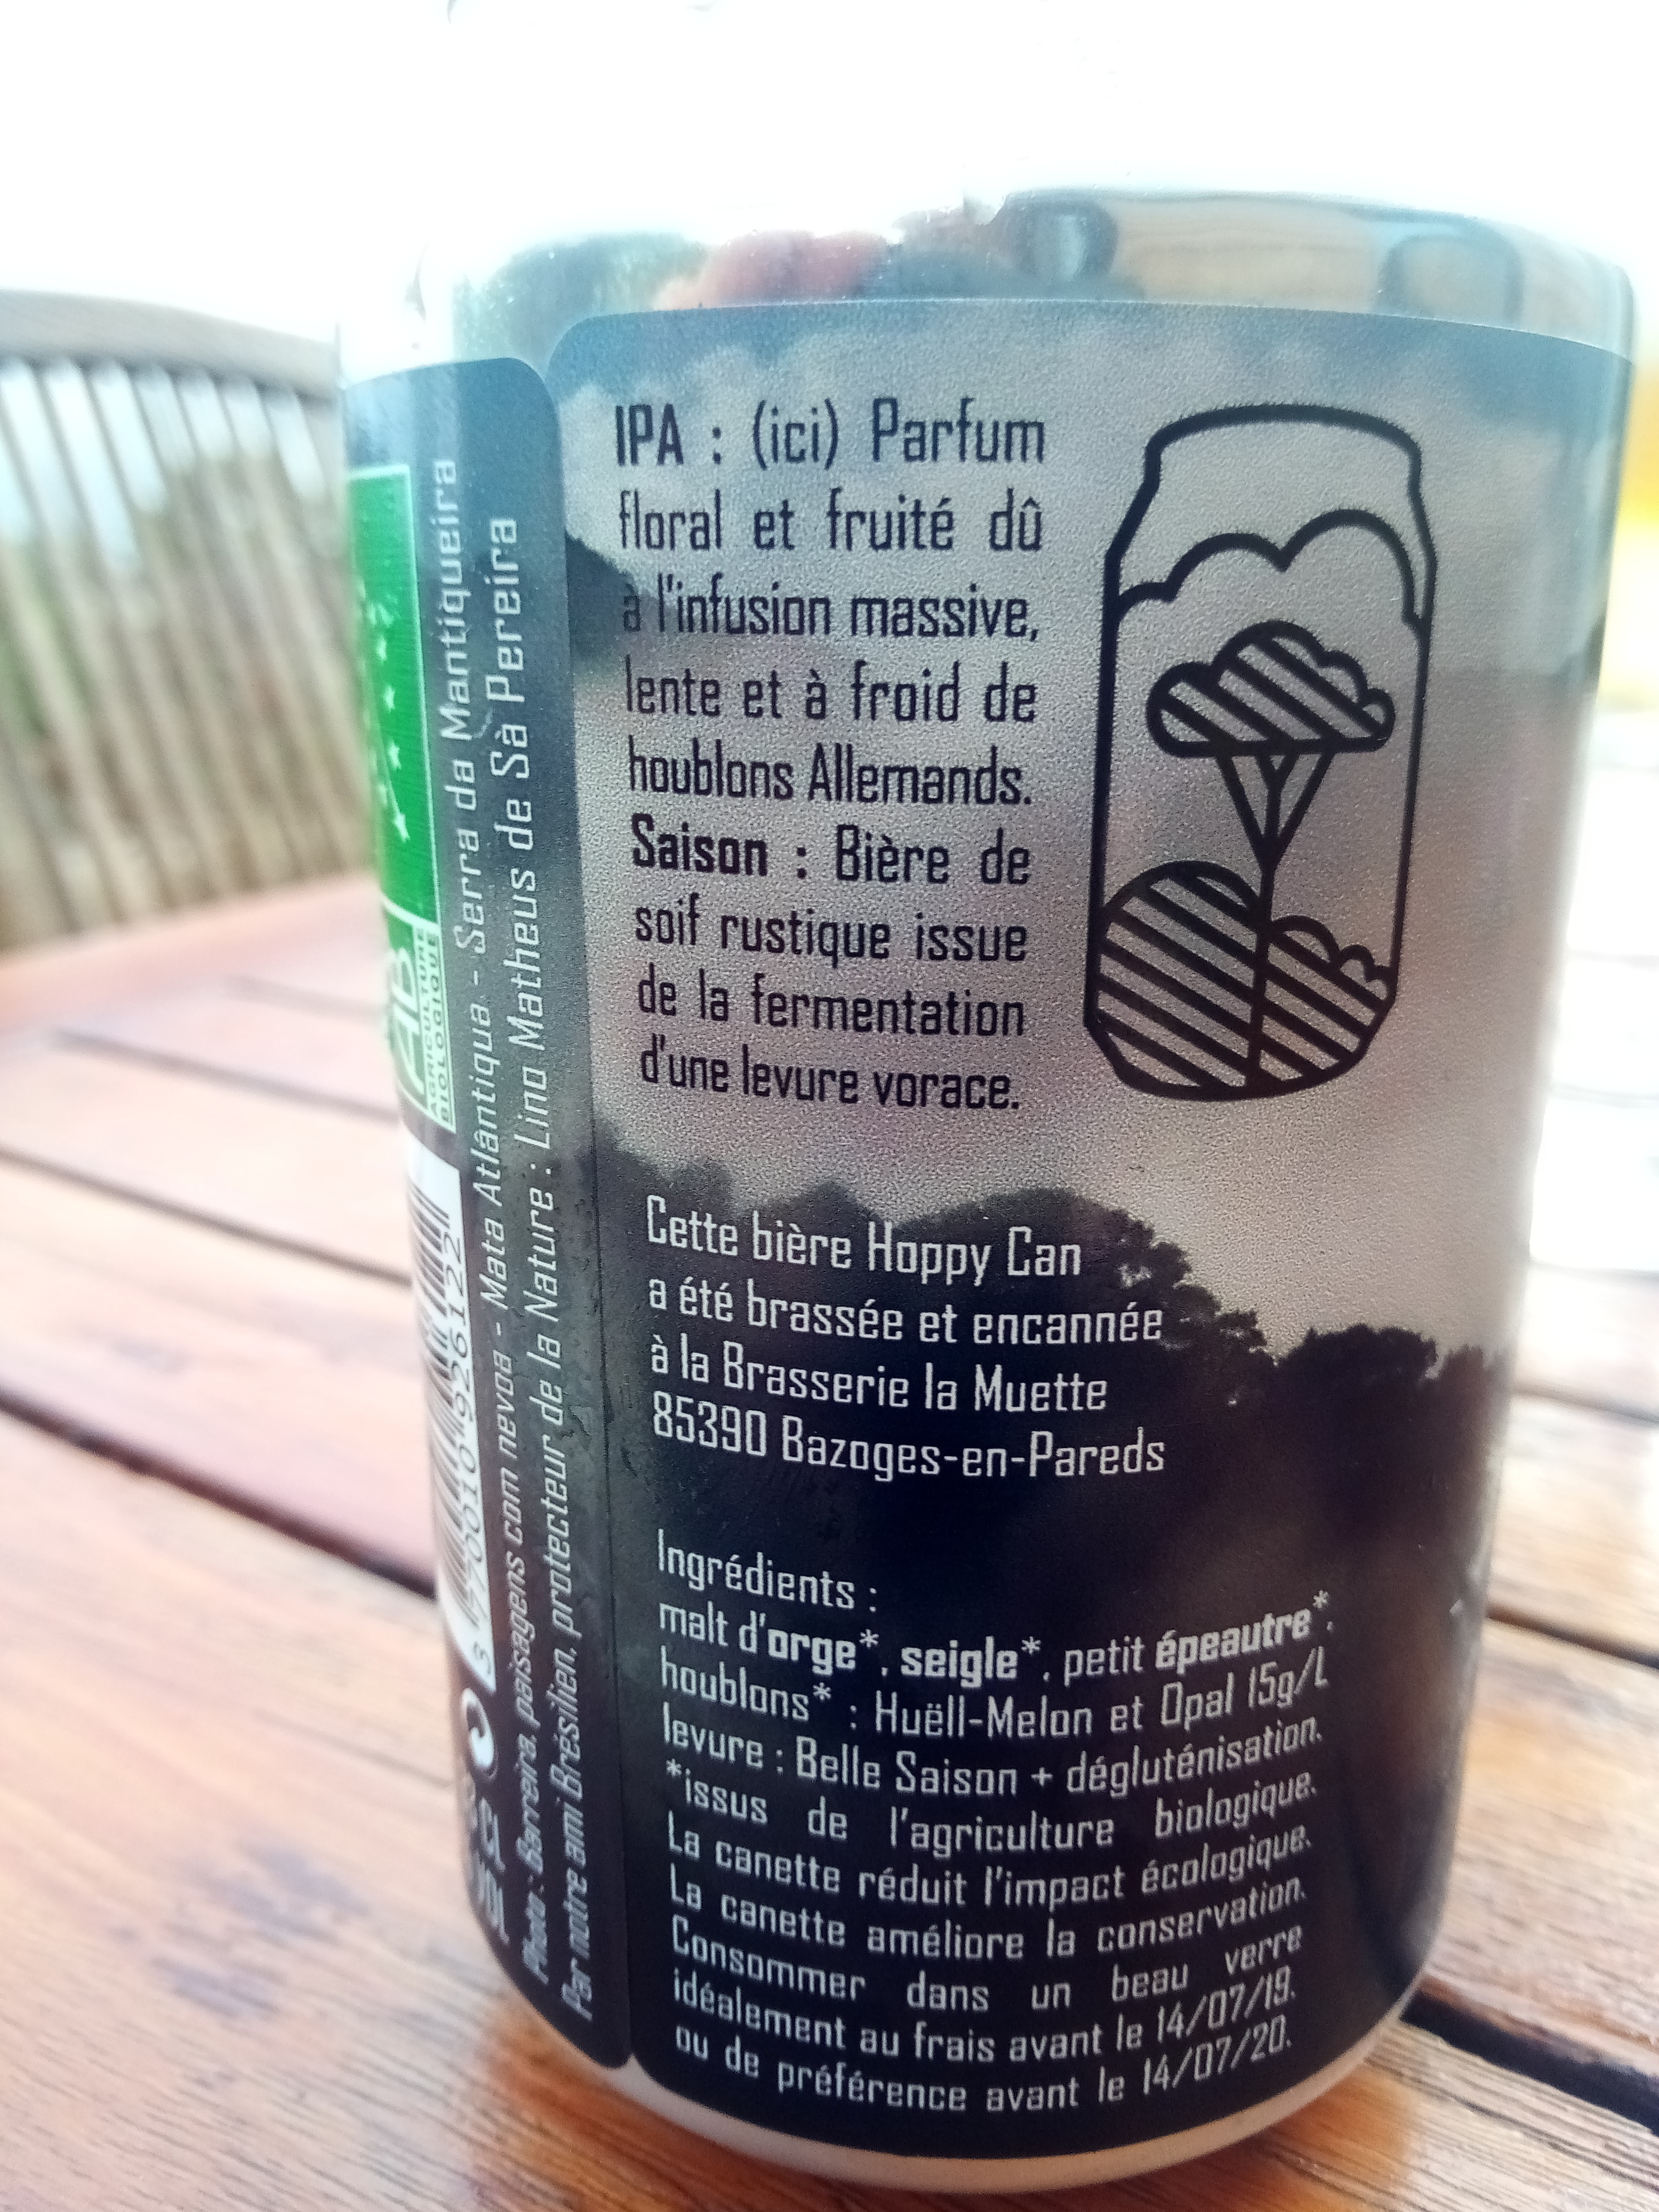 IPA : (ici) Parfum
floral et fruité dû
à l'infusion massive,
lente et à froid de
houblons Allemands.
Saison : Bière de
soif rustique issue
de la fermentation
d'une levure vorace.
Cette bière Hoppy Can
a été brassée et encannée
à la Brasserie la Muette
85390 Bazoges-en-Pareds
Ingrédients :
malt d'orge*, seigle*, petit épeautre*,
houblons* : Huëll-Melon et Opal 15g/L
levure : Belle Saison + dégluténisation.
*issus de l'agriculture biologique.
La canette réduit l'impact écologique.
La canette améliore la conservation.
Consommer dans un beau verre
idéalement au frais avant le 14/07/19.
ou de préférence avant le 14/07/20.
Photo : Barreira, paisagens com nevoa - Mata Atlântiqua - Serra da Mantiqueira
Par notre ami Brésilien, protecteur de la Nature : Lino Matheus de Sà Pereira
AB
AGRICULTURE
BIOLOGIQUE
3 770010 926122